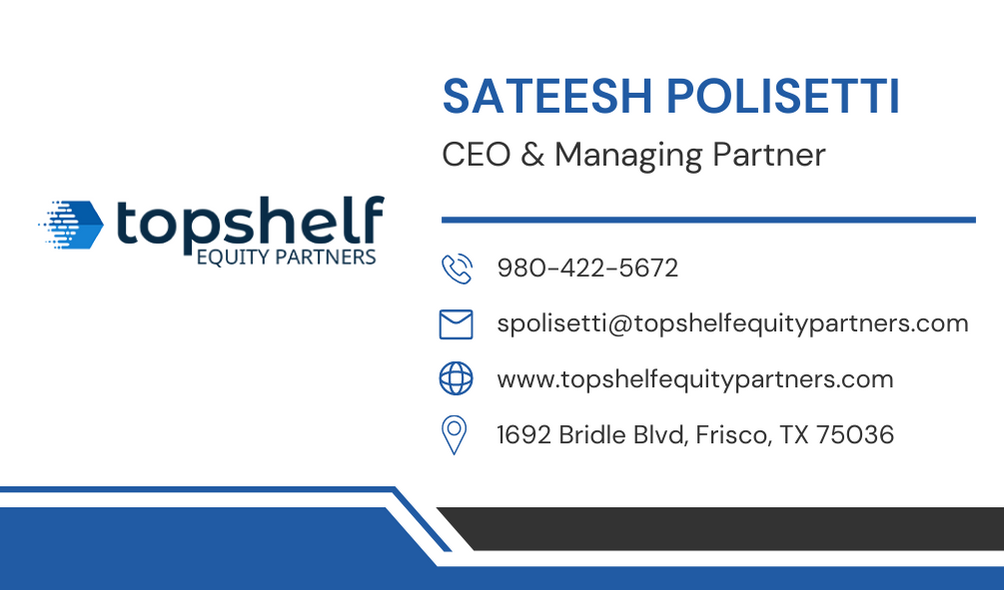 SATEESH POLISETTI
CEO & Managing Partner
topshelf
EQUITY PARTNERS
980-422-5672
spolisetti@topshelfequitypartners.com
www.topshelfequitypartners.com
1692 Bridle Blvd, Frisco, TX 75036